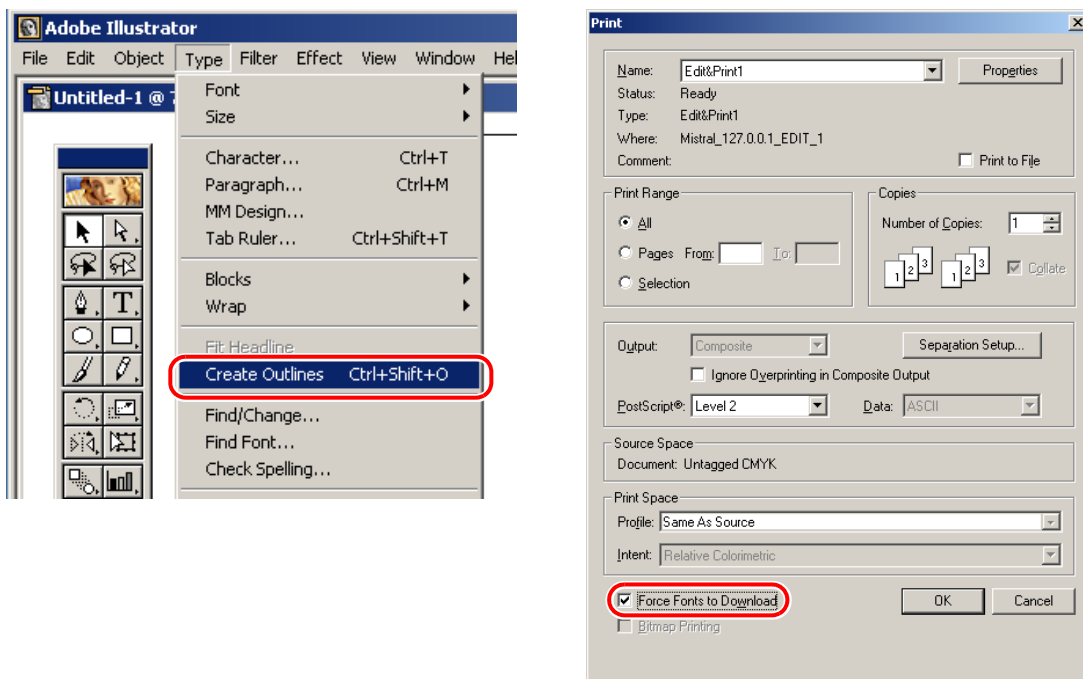 Adobe Illustrator
File Edit Object Type Filter Effect View Window Hel
Untitled-1 @ 7
Font
Size
Character... Ctrl+T
Paragraph... Ctrl+M
MM Design...
Tab Ruler... Ctrl+Shift+T
Blocks
Wrap
Fit Headline
Create Outlines Ctrl+Shift+O
Find/Change...
Find Font...
Check Spelling...
T
Print
Name: Edit&Print1 Properties
Status: Ready
Type: Edit&Print1
Where: Mistral_127.0.0.1_EDIT_1
Comment: Print to File
Print Range
All
Pages From: To:
Selection
Copies
Number of Copies: 1
1 2 3 1 2 3 Collate
Output: Composite Separation Setup...
Ignore Overprinting in Composite Output
PostScript®: Level 2 Data: ASCII
Source Space
Document: Untagged CMYK
Print Space
Profile: Same As Source
Intent: Relative Colorimetric
Force Fonts to Download OK Cancel
Bitmap Printing